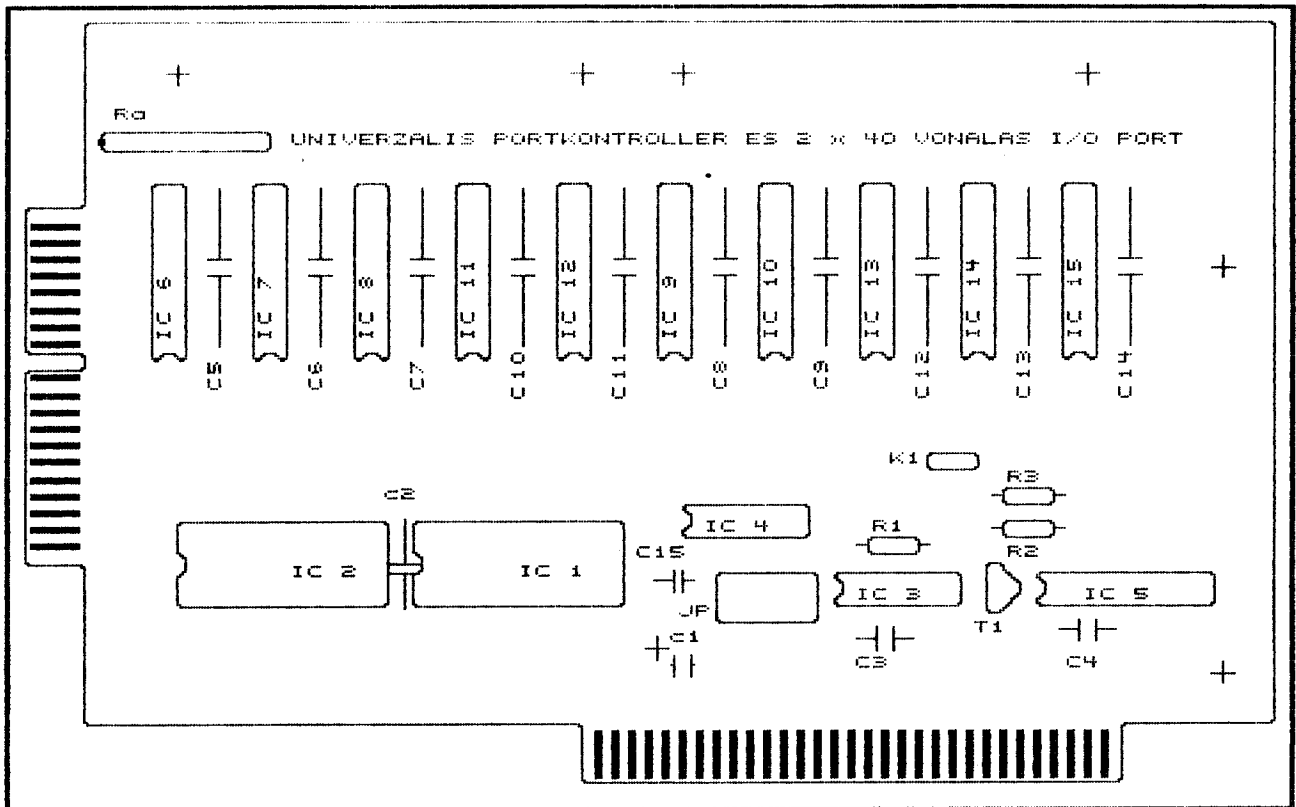 Ra
UNIVERZALIS PORTKONTROLLER ES 2 x 40 VONALAS I/O PORT
IC 6
C5
IC 7
C6
IC 8
C7
IC 11
C10
IC 12
C11
IC 9
C8
IC 10
C9
IC 13
C12
IC 14
C13
IC 15
C14
K1
R3
c2
IC 4
R1
R2
C15
IC 2
IC 1
JP
IC 3
IC 5
T1
c1
C3
C4